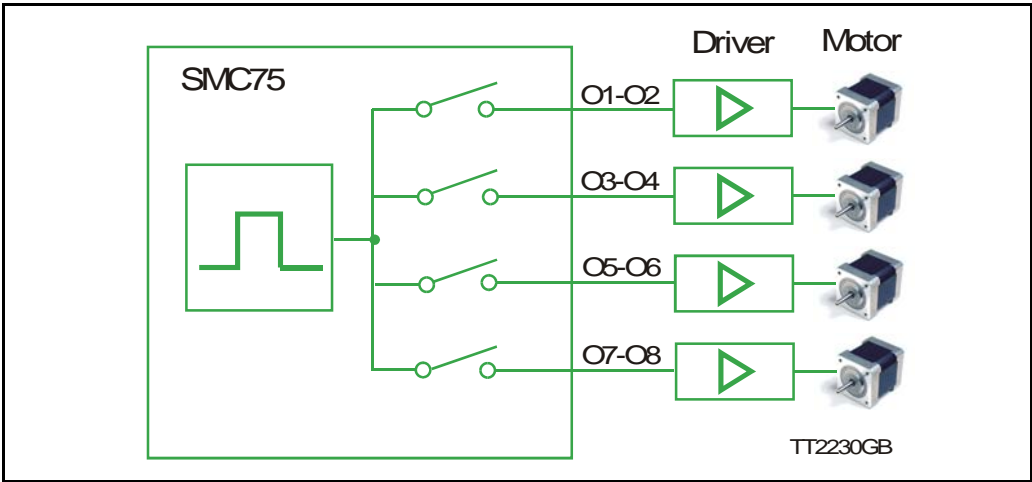 Driver
Motor
SMC75
O1-O2
O3-O4
O5-O6
O7-O8
TT2230GB